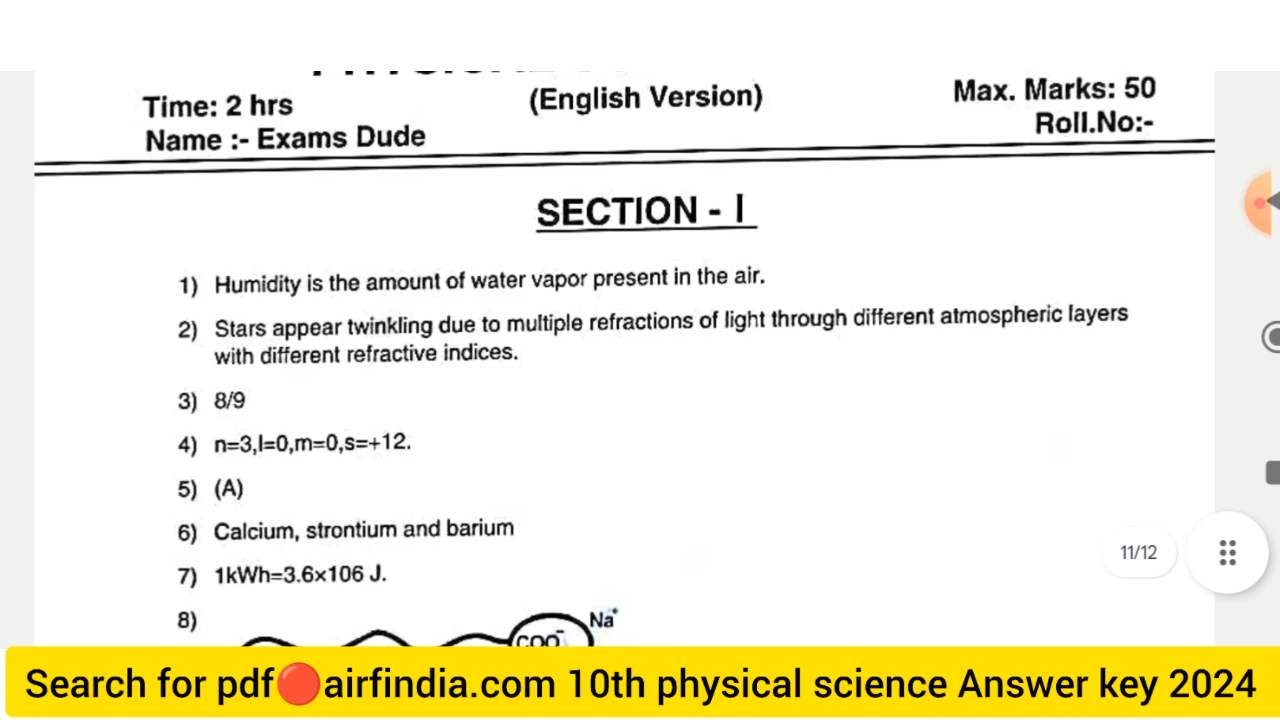 Time: 2 hrs
(English Version)
Max. Marks: 50
Name :- Exams Dude
Roll.No:-
SECTION - I
1) Humidity is the amount of water vapor present in the air.
2) Stars appear twinkling due to multiple refractions of light through different atmospheric layers
with different refractive indices.
3) 8/9
4) n=3,l=0,m=0,s=+12.
5) (A)
6) Calcium, strontium and barium
7) 1kWh=3.6×106 J.
8)
Na⁺
COO⁻
11/12
Search for pdf🔴airfindia.com 10th physical science Answer key 2024